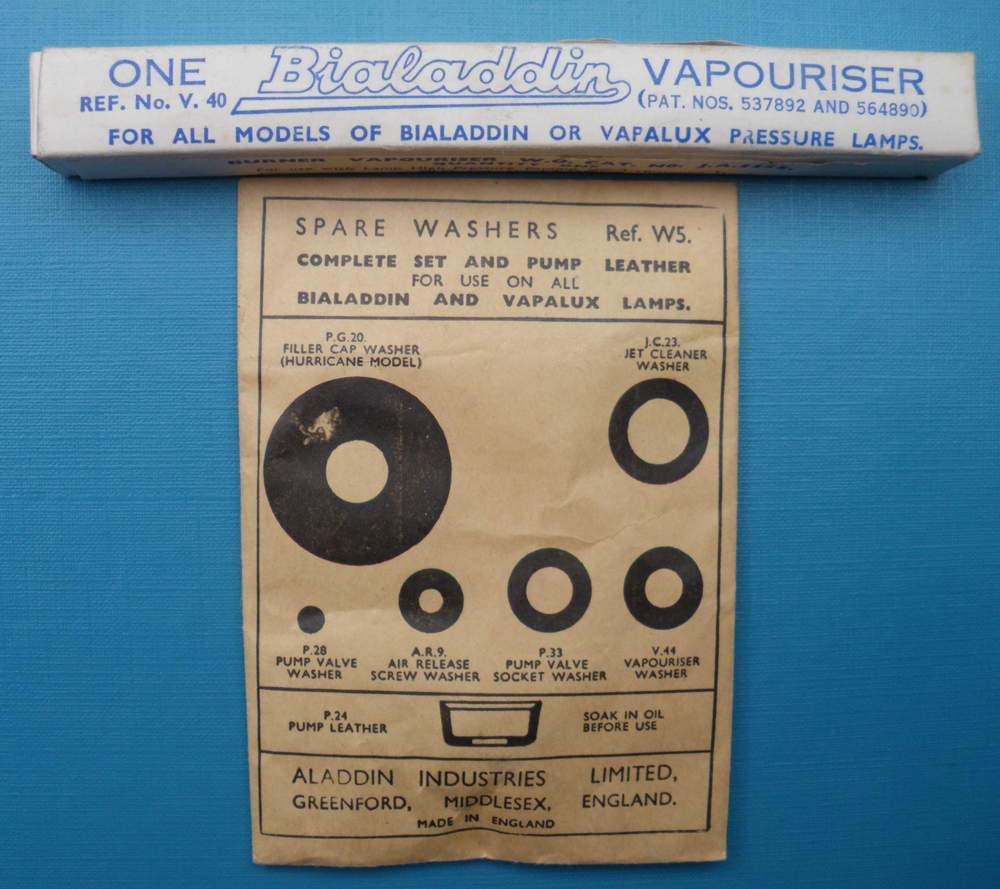 ONE Bialaddin VAPOURISER
REF. No. V. 40 (PAT. NOS. 537892 AND 564890)
FOR ALL MODELS OF BIALADDIN OR VAPALUX PRESSURE LAMPS.
BURNER VAPOURISER W.O. CAT. NO.
SPARE WASHERS Ref. W5.
COMPLETE SET AND PUMP LEATHER
FOR USE ON ALL
BIALADDIN AND VAPALUX LAMPS.
P.G.20.
FILLER CAP WASHER
(HURRICANE MODEL)
J.C.23.
JET CLEANER
WASHER
P.28
PUMP VALVE
WASHER
A.R.9.
AIR RELEASE
SCREW WASHER
P.33
PUMP VALVE
SOCKET WASHER
V.44
VAPOURISER
WASHER
P.24
PUMP LEATHER
SOAK IN OIL
BEFORE USE
ALADDIN INDUSTRIES LIMITED,
GREENFORD, MIDDLESEX, ENGLAND.
MADE IN ENGLAND